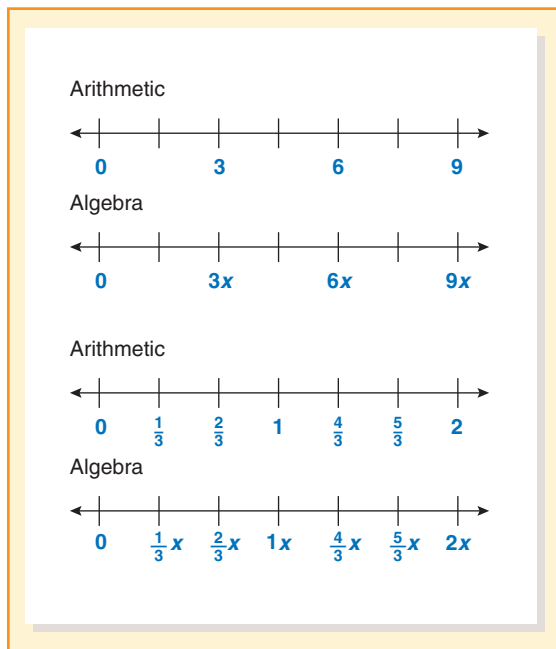 Arithmetic
0 3 6 9
Algebra
0 3x 6x 9x
Arithmetic
0 1/3 2/3 1 4/3 5/3 2
Algebra
0 1/3 x 2/3 x 1x 4/3 x 5/3 x 2x